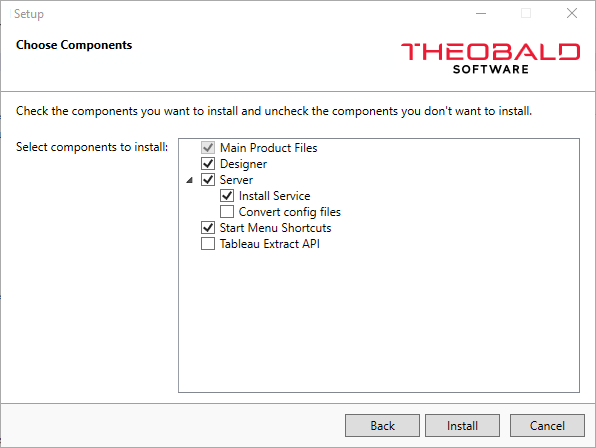 Setup
Choose Components
THEOBALD
SOFTWARE
Check the components you want to install and uncheck the components you don't want to install.
Select components to install:
Main Product Files
Designer
Server
Install Service
Convert config files
Start Menu Shortcuts
Tableau Extract API
Back
Install
Cancel